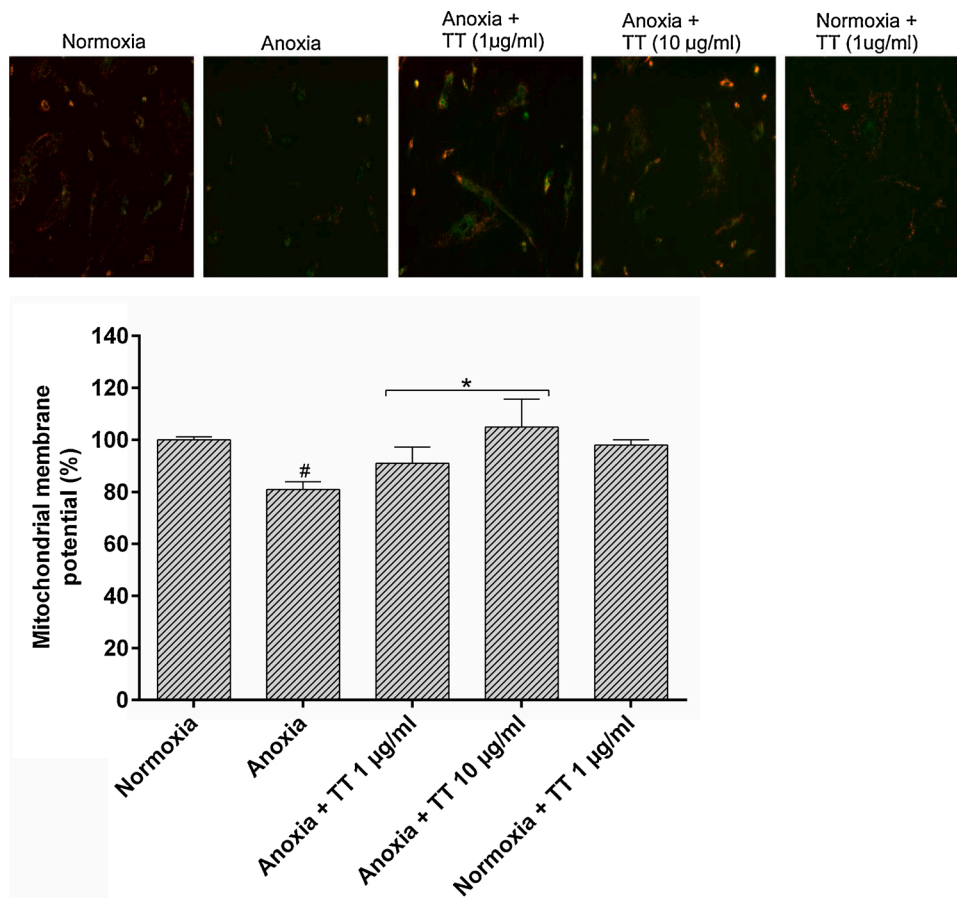 Normoxia
Anoxia
Anoxia +
TT (1µg/ml)
Anoxia +
TT (10 µg/ml)
Normoxia +
TT (1ug/ml)
Mitochondrial membrane
potential (%)
140
120
100
80
60
40
20
0
#
*
Normoxia
Anoxia
Anoxia + TT 1 µg/ml
Anoxia + TT 10 µg/ml
Normoxia + TT 1 µg/ml